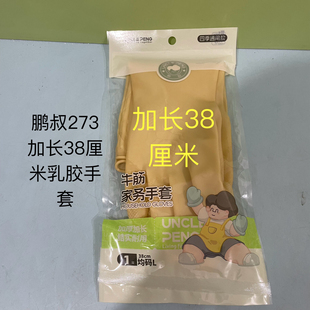 鹏叔273
加长38厘
米乳胶手
套
加长38
厘米
牛筋
家务手套
UNCLE
PENG
38cm
均码L